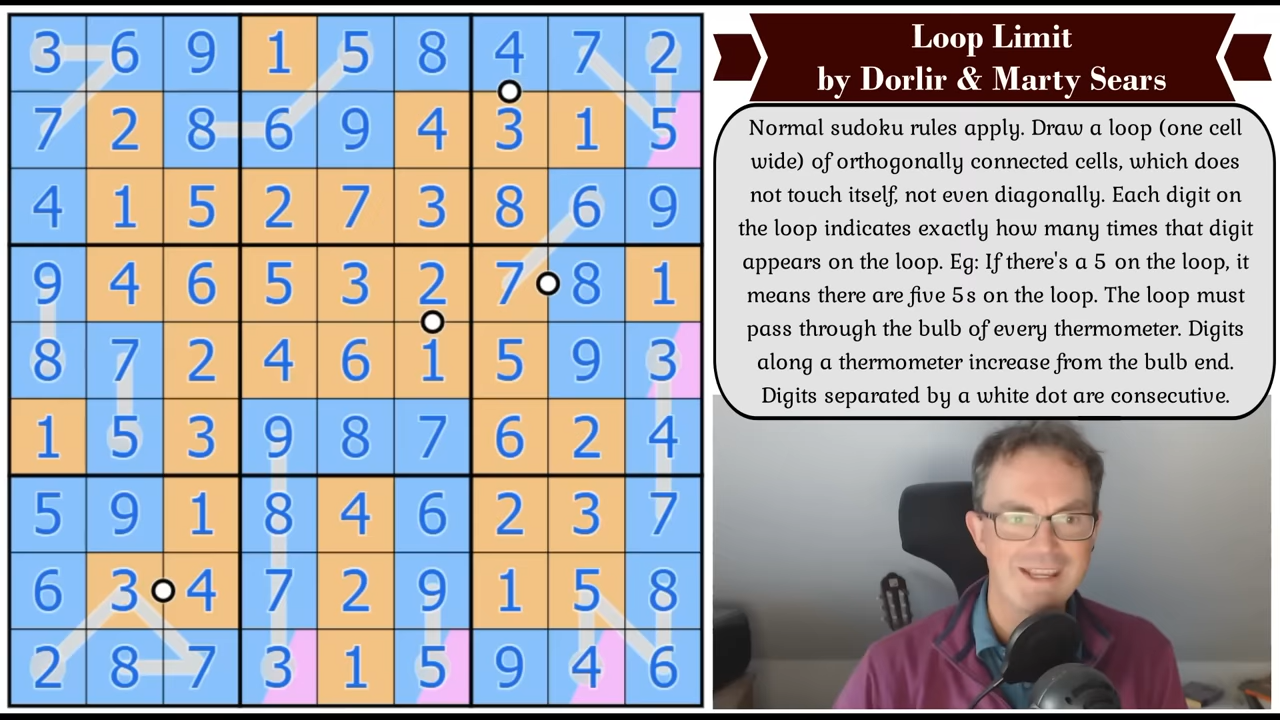 Loop Limit
by Dorlir & Marty Sears
Normal sudoku rules apply. Draw a loop (one cell
wide) of orthogonally connected cells, which does
not touch itself, not even diagonally. Each digit on
the loop indicates exactly how many times that digit
appears on the loop. Eg: If there's a 5 on the loop, it
means there are five 5s on the loop. The loop must
pass through the bulb of every thermometer. Digits
along a thermometer increase from the bulb end.
Digits separated by a white dot are consecutive.
3 6 9 1 5 8 4 7 2
7 2 8 6 9 4 3 1 5
4 1 5 2 7 3 8 6 9
9 4 6 5 3 2 7 8 1
8 7 2 4 6 1 5 9 3
1 5 3 9 8 7 6 2 4
5 9 1 8 4 6 2 3 7
6 3 4 7 2 9 1 5 8
2 8 7 3 1 5 9 4 6